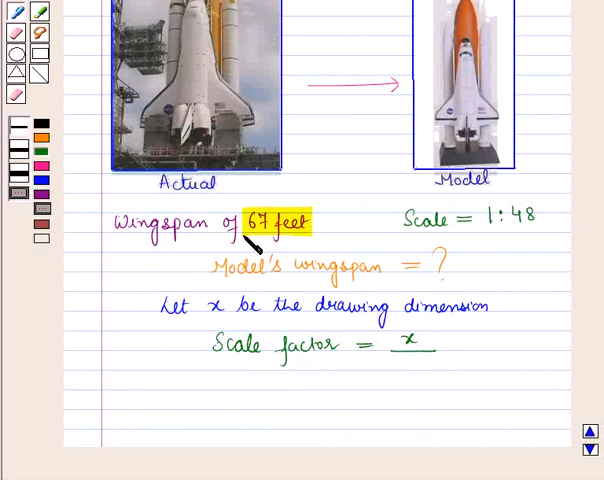 Actual
Model
Wingspan of 67 feet
Scale = 1:48
Model's wingspan = ?
Let x be the drawing dimension
Scale factor = x